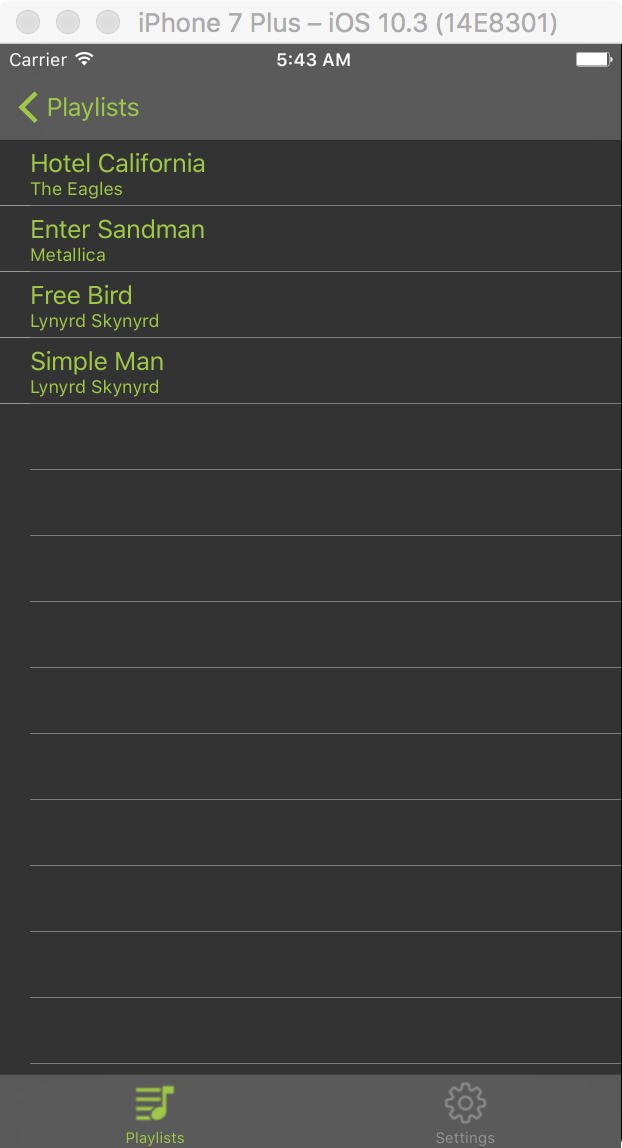 iPhone 7 Plus – iOS 10.3 (14E8301)
Carrier 5:43 AM
Playlists
Hotel California
The Eagles
Enter Sandman
Metallica
Free Bird
Lynyrd Skynyrd
Simple Man
Lynyrd Skynyrd
Playlists Settings